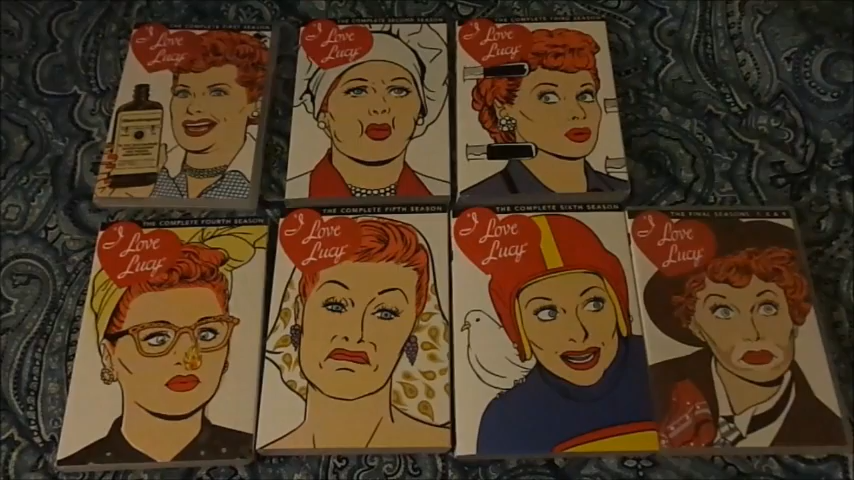 THE COMPLETE FIRST SEASON
I Love
Lucy
THE COMPLETE SECOND SEASON
I Love
Lucy
THE COMPLETE THIRD SEASON
I Love
Lucy
THE COMPLETE FOURTH SEASON
I Love
Lucy
THE COMPLETE FIFTH SEASON
I Love
Lucy
THE COMPLETE SIXTH SEASON
I Love
Lucy
THE FINAL SEASONS 7, 8 & 9
I Love
Lucy